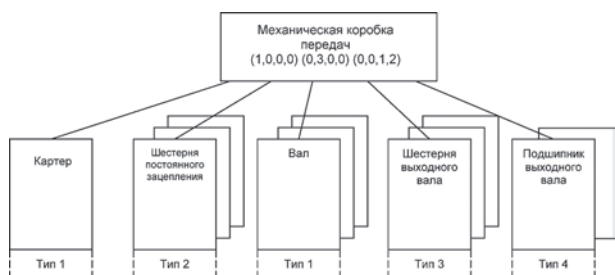 Механическая коробка
передач
(1,0,0,0) (0,3,0,0) (0,0,1,2)
Картер
Шестерня
постоянного
зацепления
Вал
Шестерня
выходного
вала
Подшипник
выходного
вала
Тип 1
Тип 2
Тип 1
Тип 3
Тип 4